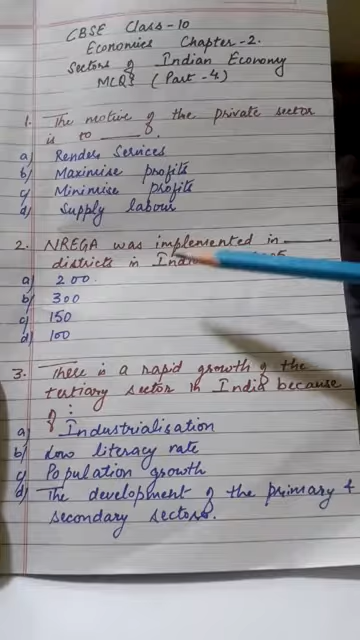 CBSE Class-10
Economics Chapter-2.
Sectors of Indian Economy
MCQs (Part-4)
1. The motive of the private sector
is to ______.
a) Render Services
b) Maximise profits
c) Minimise profits
d) Supply labour
2. NREGA was implemented in ______
districts in
a) 200.
b) 300
c) 150
d) 100
3. There is a rapid growth of the
tertiary sector in India because
of :
a) Industrialisation
b) Low literacy rate
c) Population growth
d) The development of the primary +
secondary sectors.